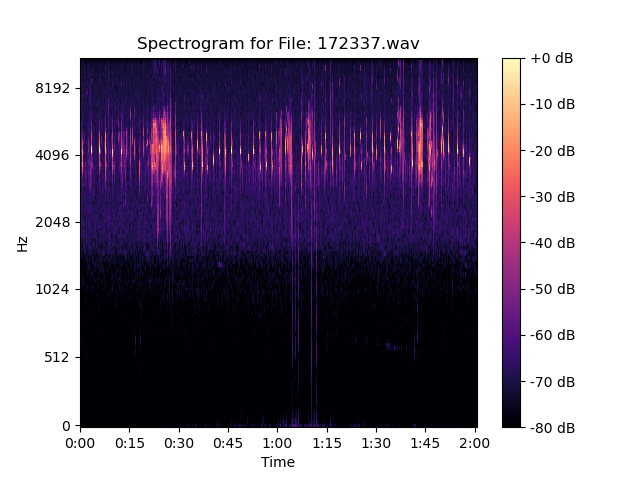 Spectrogram for File: 172337.wav
+0 dB
8192
-10 dB
4096
-20 dB
-30 dB
2048
Hz
-40 dB
-50 dB
1024
-60 dB
512
-70 dB
0
-80 dB
0:00 0:15 0:30 0:45 1:00 1:15 1:30 1:45 2:00
Time